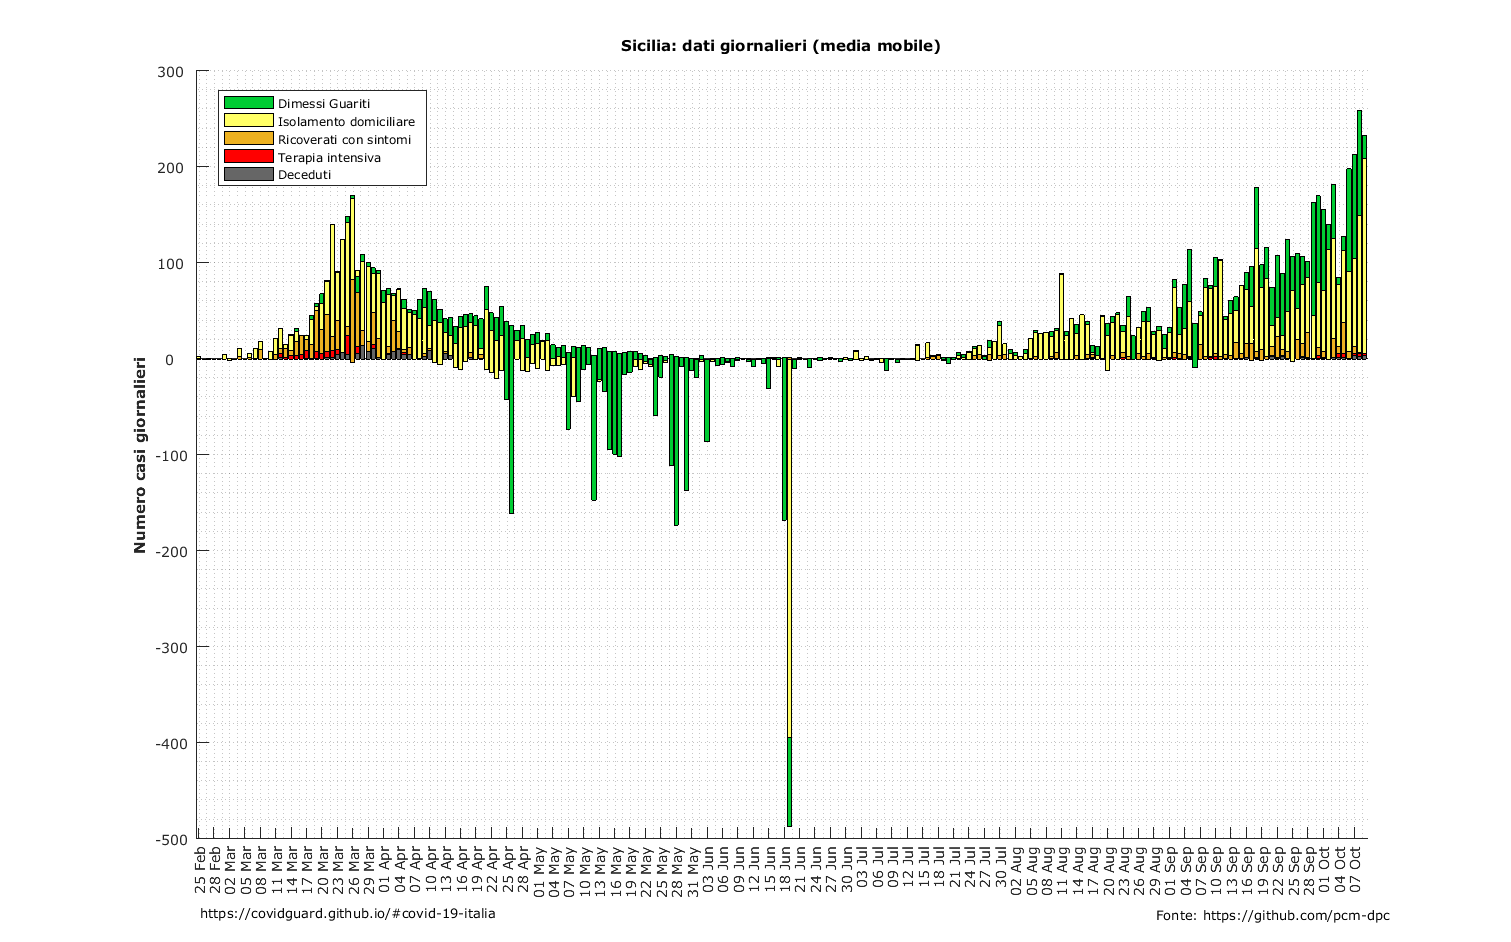 Sicilia: dati giornalieri (media mobile)
300
200
100
0
-100
-200
-300
-400
-500
Numero casi giornalieri
Dimessi Guariti
Isolamento domiciliare
Ricoverati con sintomi
Terapia intensiva
Deceduti
25 Feb
28 Feb
02 Mar
05 Mar
08 Mar
11 Mar
14 Mar
17 Mar
20 Mar
23 Mar
26 Mar
29 Mar
01 Apr
04 Apr
07 Apr
10 Apr
13 Apr
16 Apr
19 Apr
22 Apr
25 Apr
28 Apr
01 May
04 May
07 May
10 May
13 May
16 May
19 May
22 May
25 May
28 May
31 May
03 Jun
06 Jun
09 Jun
12 Jun
15 Jun
18 Jun
21 Jun
24 Jun
27 Jun
30 Jun
03 Jul
06 Jul
09 Jul
12 Jul
15 Jul
18 Jul
21 Jul
24 Jul
27 Jul
30 Jul
02 Aug
05 Aug
08 Aug
11 Aug
14 Aug
17 Aug
20 Aug
23 Aug
26 Aug
29 Aug
01 Sep
04 Sep
07 Sep
10 Sep
13 Sep
16 Sep
19 Sep
22 Sep
25 Sep
28 Sep
01 Oct
04 Oct
07 Oct
https://covidguard.github.io/#covid-19-italia
Fonte: https://github.com/pcm-dpc